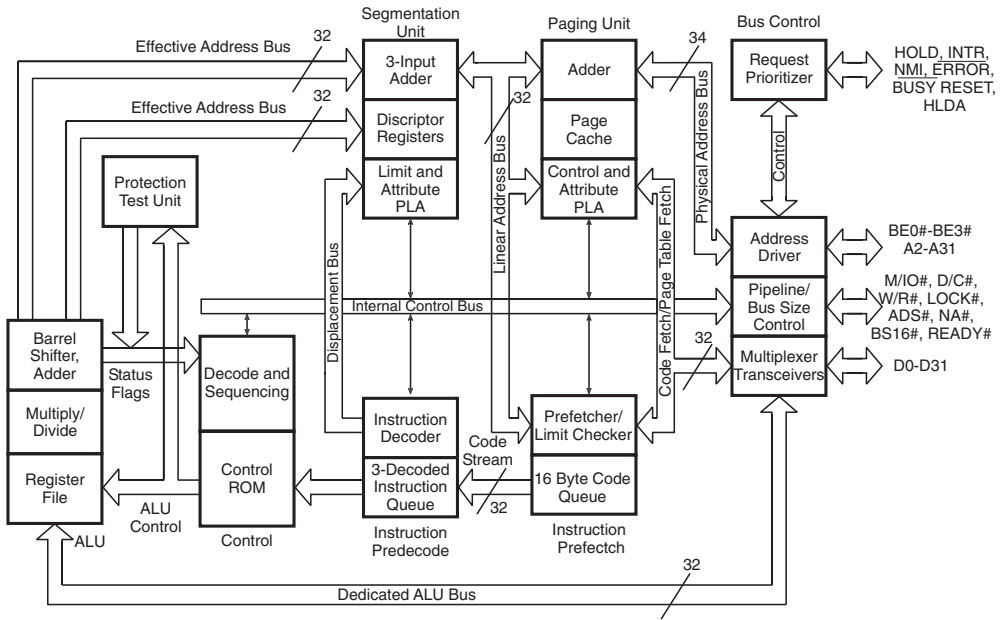 Segmentation
Unit
Paging Unit
Bus Control
32
Effective Address Bus
3-Input
Adder
Adder
34
Request
Prioritizer
HOLD, INTR,
NMI, ERROR,
BUSY RESET,
HLDA
32
Effective Address Bus
Discriptor
Registers
32
Page
Cache
Physical Address Bus
Control
Protection
Test Unit
Limit and
Attribute
PLA
Linear Address Bus
Control and
Attribute
PLA
Code Fetch/Page Table Fetch
Address
Driver
BE0#-BE3#
A2-A31
Displacement Bus
Internal Control Bus
Pipeline/
Bus Size
Control
M/IO#, D/C#,
W/R#, LOCK#,
ADS#, NA#,
BS16#, READY#
Barrel
Shifter,
Adder
Status
Flags
Decode and
Sequencing
32
Multiplexer
Transceivers
D0-D31
Multiply/
Divide
Instruction
Decoder
Code
Stream
Prefetcher/
Limit Checker
Register
File
Control
ROM
3-Decoded
Instruction
Queue
32
16 Byte Code
Queue
ALU
Control
ALU
Control
Instruction
Predecode
Instruction
Prefectch
32
Dedicated ALU Bus